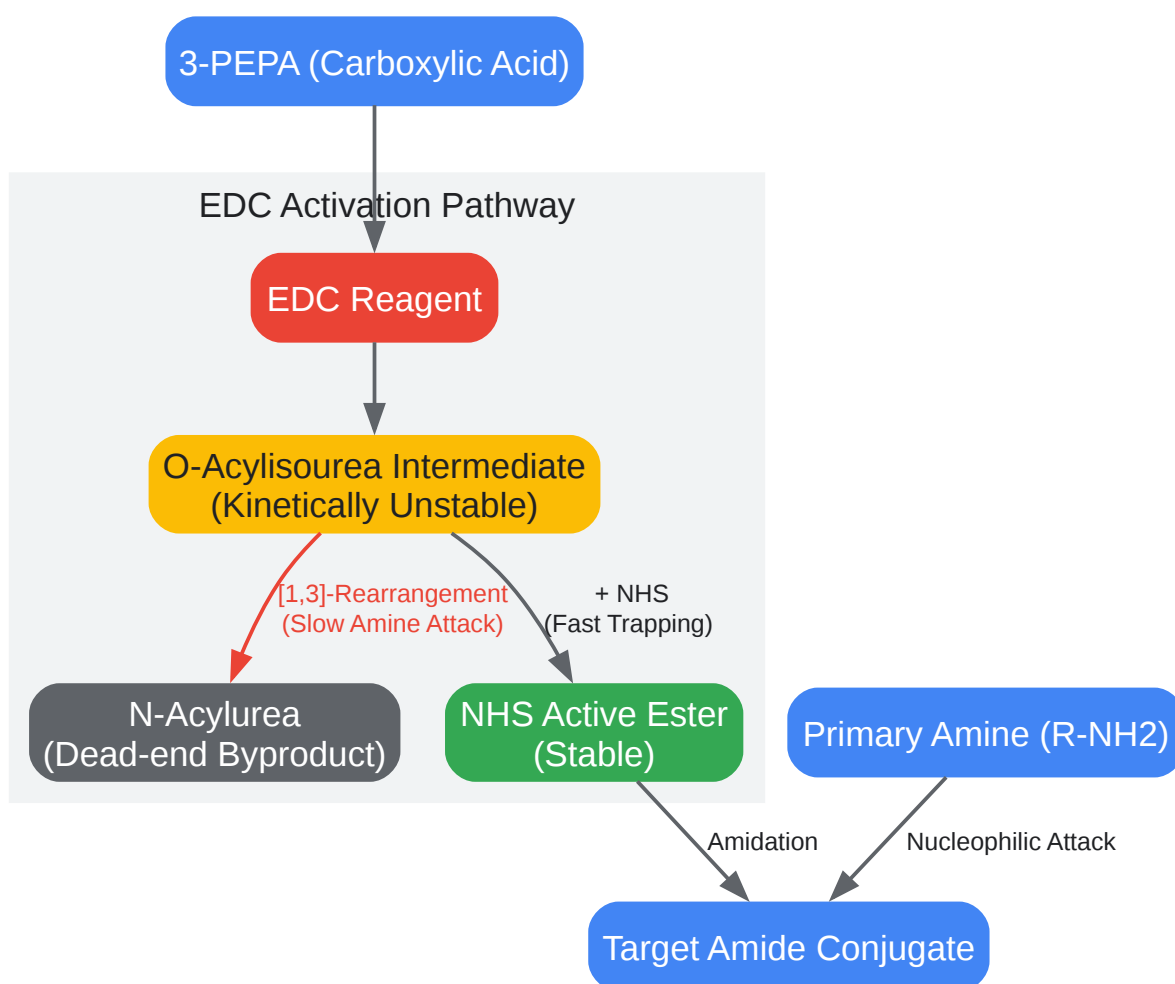 3-PEPA (Carboxylic Acid)
EDC Activation Pathway
EDC Reagent
O-Acylisourea Intermediate
(Kinetically Unstable)
[1,3]-Rearrangement
(Slow Amine Attack)
+ NHS
(Fast Trapping)
N-Acylurea
(Dead-end Byproduct)
NHS Active Ester
(Stable)
Primary Amine (R-NH2)
Amidation
Nucleophilic Attack
Target Amide Conjugate